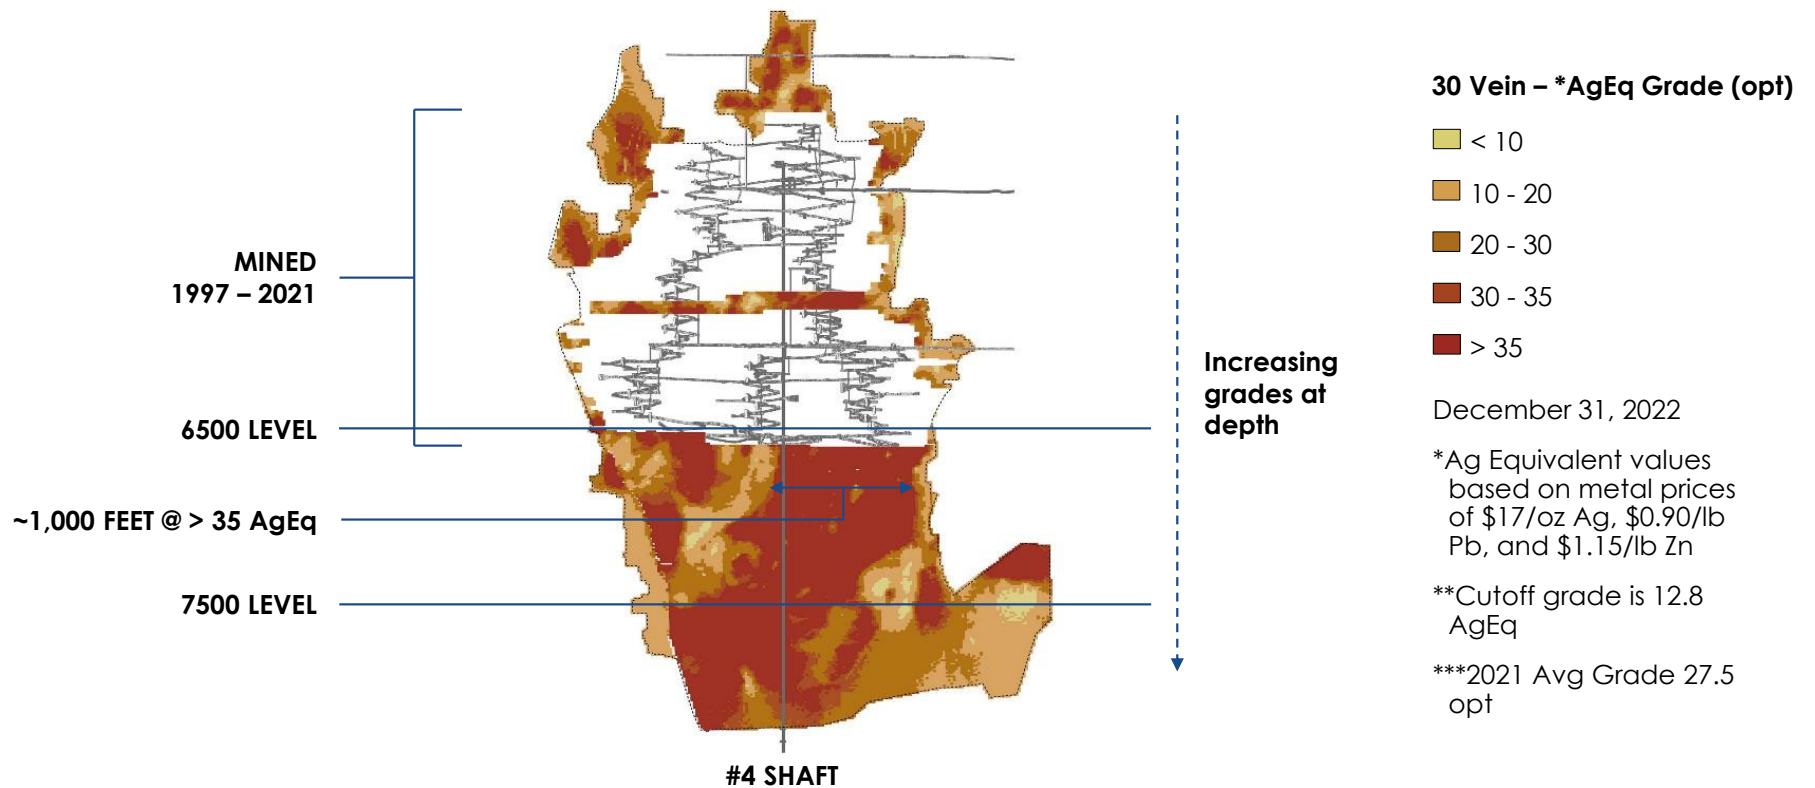 MINED
1997 – 2021
6500 LEVEL
~1,000 FEET @ > 35 AgEq
7500 LEVEL
#4 SHAFT
Increasing
grades at
depth
30 Vein – *AgEq Grade (opt)
< 10
10 - 20
20 - 30
30 - 35
> 35
December 31, 2022
*Ag Equivalent values
based on metal prices
of $17/oz Ag, $0.90/lb
Pb, and $1.15/lb Zn
**Cutoff grade is 12.8
AgEq
***2021 Avg Grade 27.5
opt